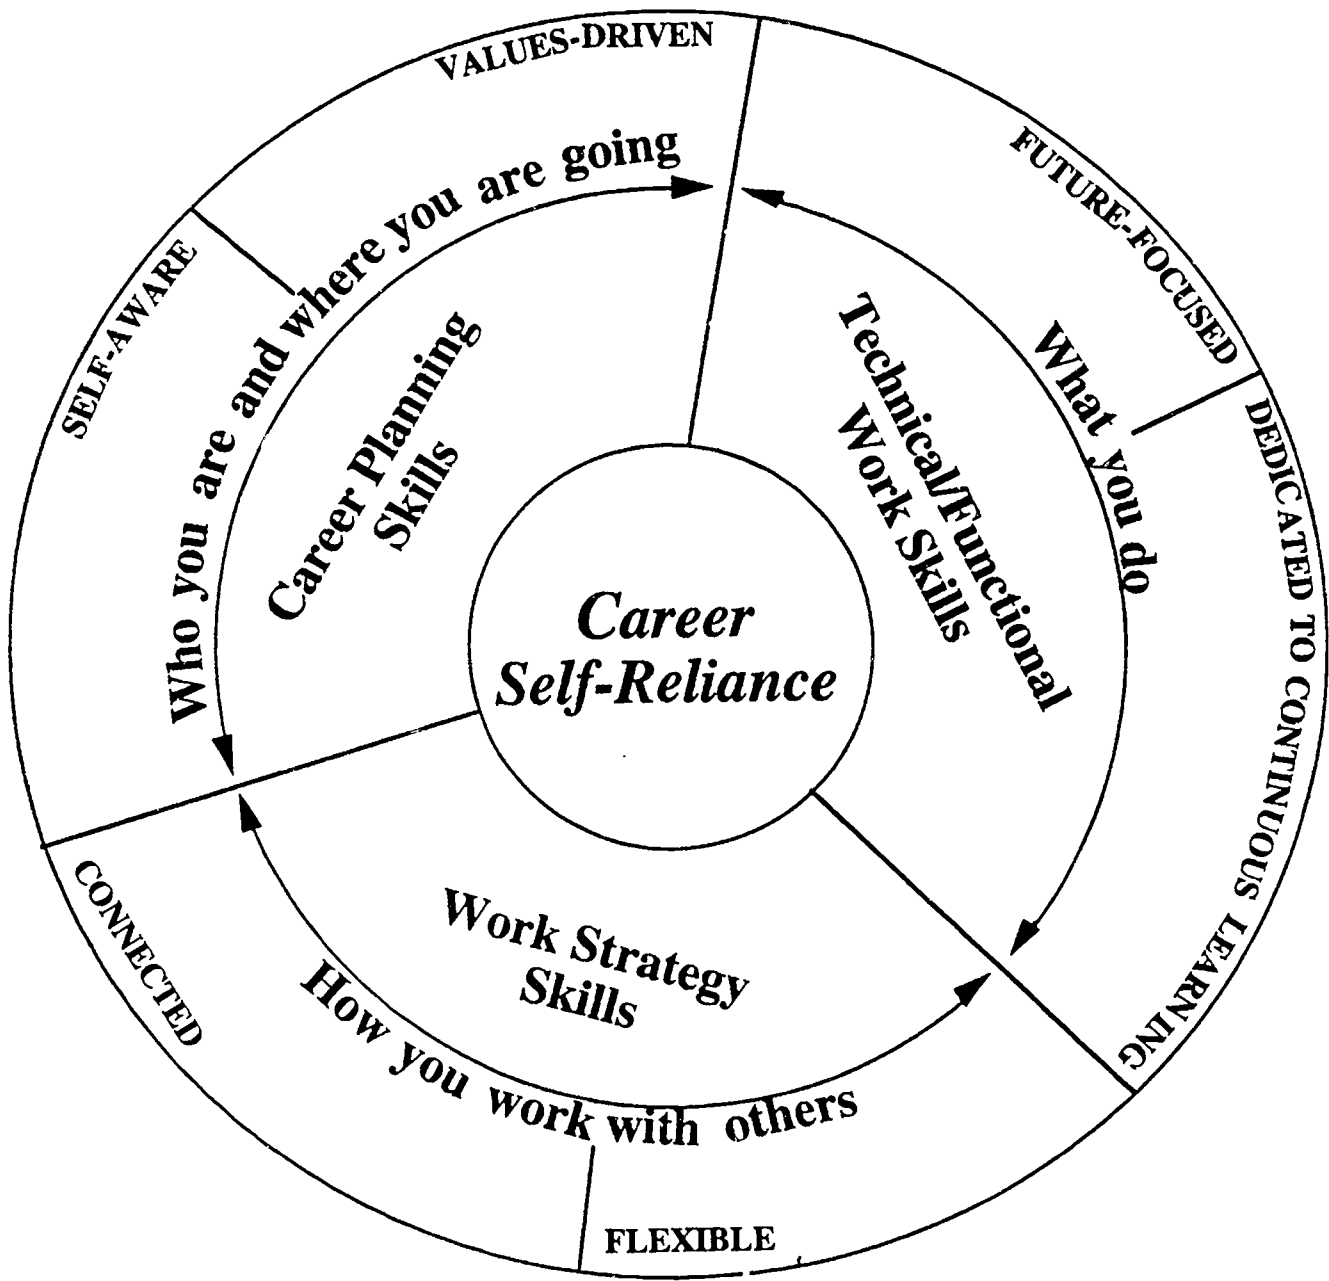 VALUES-DRIVEN
FUTURE-FOCUSED
SELF-AWARE
Who you are and where you are going
Career Planning
Skills
Technical/Functional
Work Skills
What you do
DEDICATED TO CONTINUOUS LEARNING
Career
Self-Reliance
CONNECTED
Work Strategy
Skills
How you work with others
FLEXIBLE